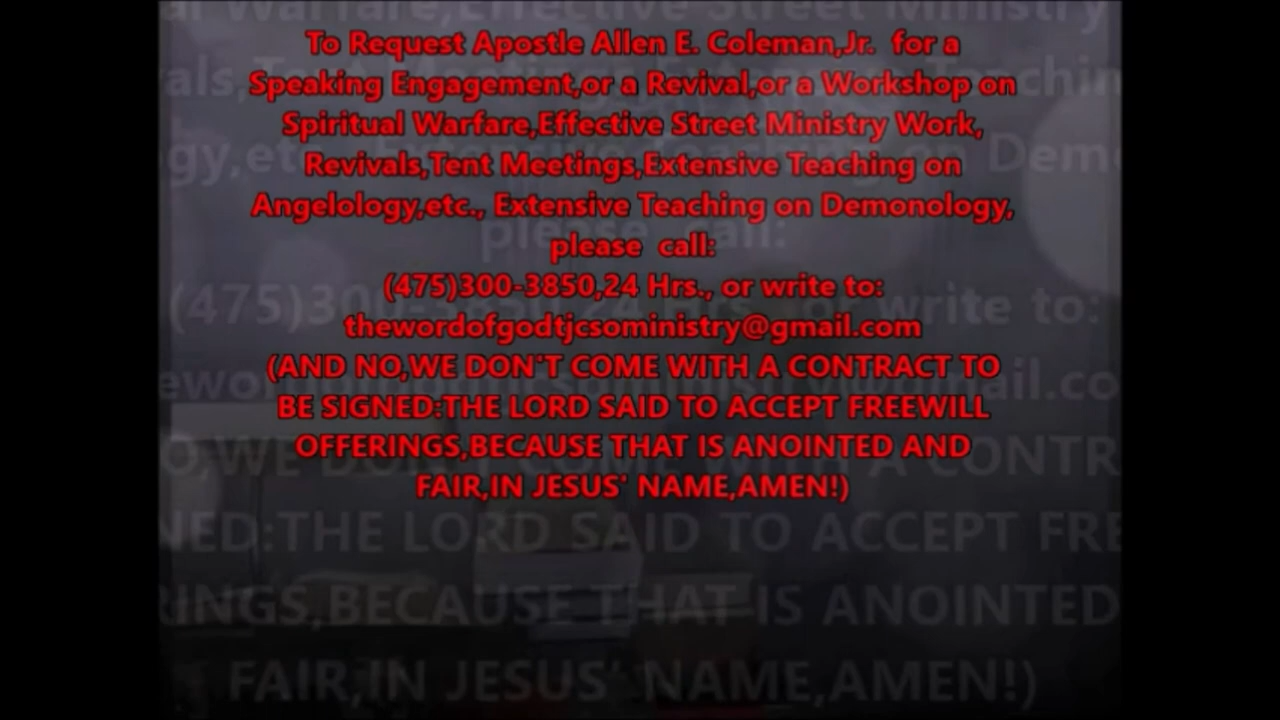 To Request Apostle Allen E. Coleman,Jr.  for a
Speaking Engagement,or a Revival,or a Workshop on
Spiritual Warfare,Effective Street Ministry Work,
Revivals,Tent Meetings,Extensive Teaching on
Angelology,etc., Extensive Teaching on Demonology,
please  call:
(475)300-3850,24 Hrs., or write to:
thewordofgodtjcsoministry@gmail.com
(AND NO,WE DON'T COME WITH A CONTRACT TO
BE SIGNED:THE LORD SAID TO ACCEPT FREEWILL
OFFERINGS,BECAUSE THAT IS ANOINTED AND
FAIR,IN JESUS' NAME,AMEN!)